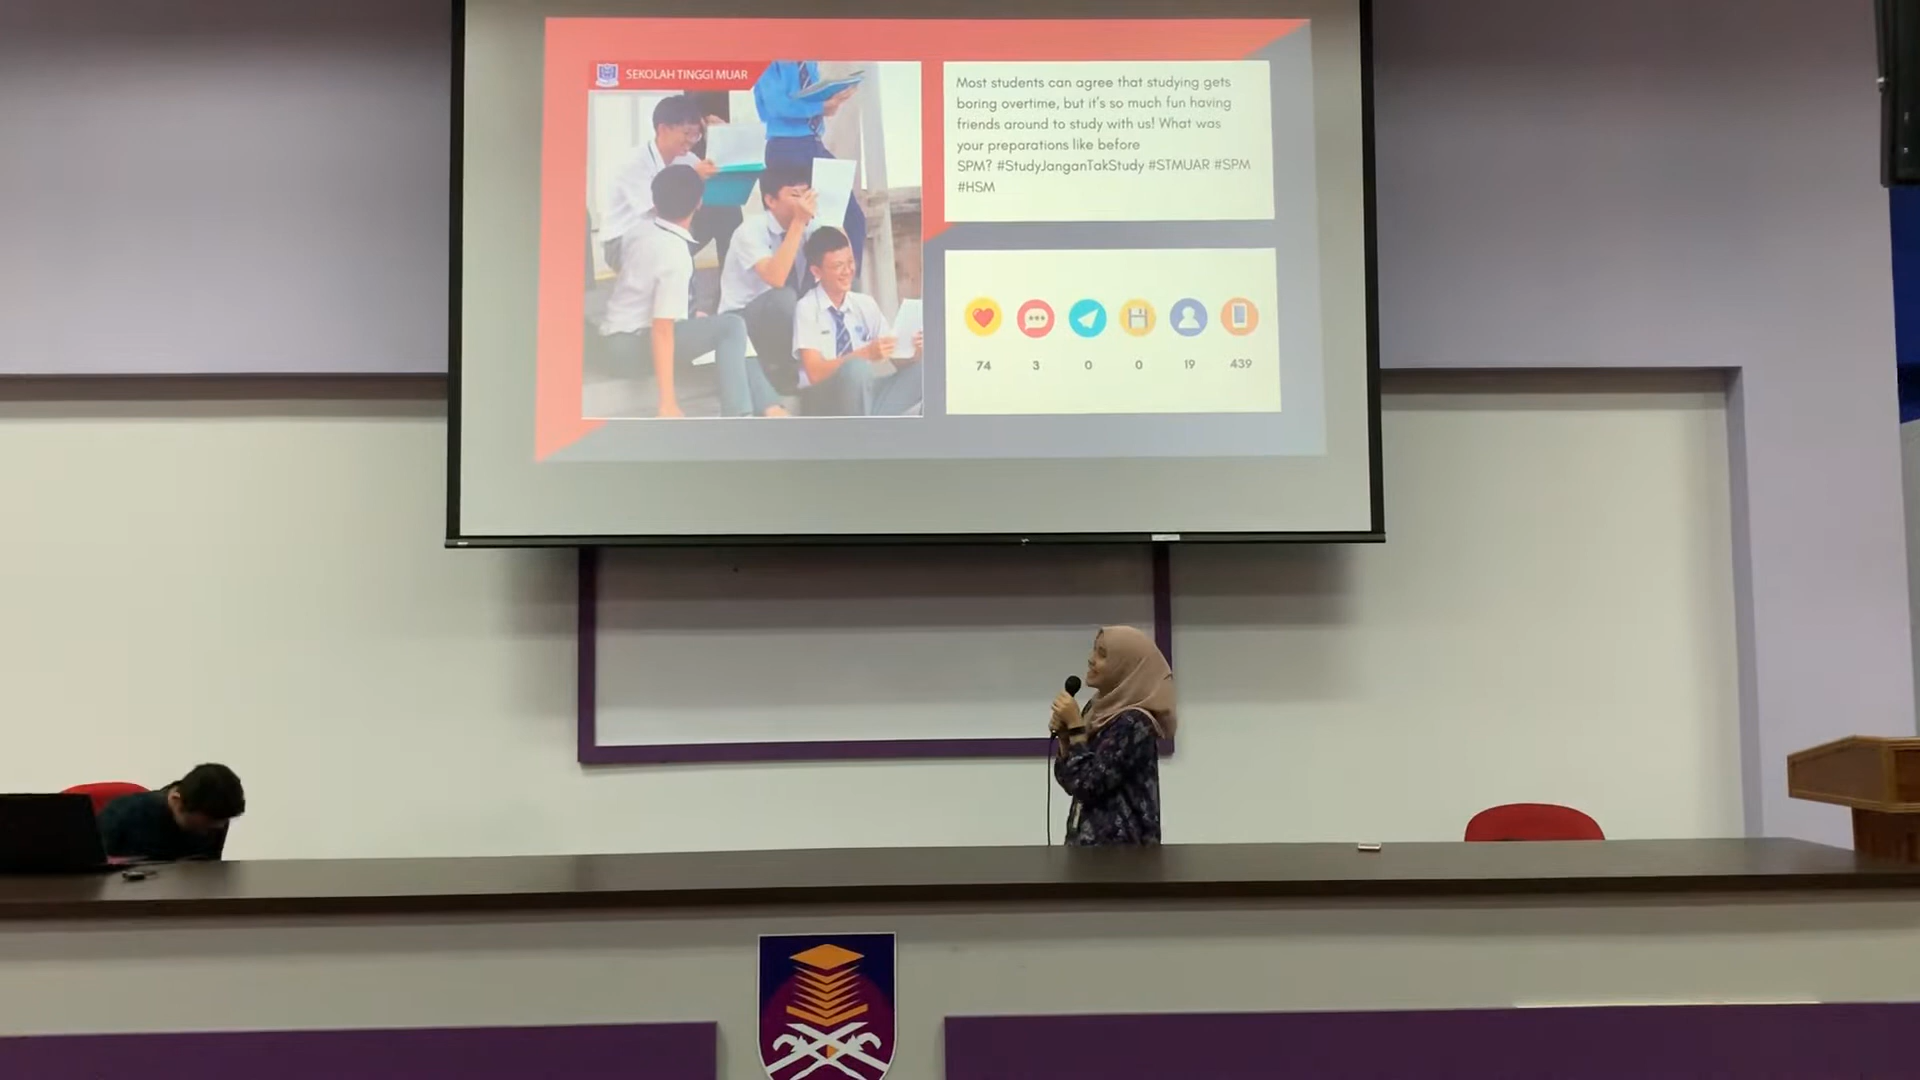 SEKOLAH TINGGI MUAR
Most students can agree that studying gets
boring overtime, but it's so much fun having
friends around to study with us! What was
your preparations like before
SPM? #StudyJanganTakStudy #STMUAR #SPM
#HSM
74 3 0 0 19 439